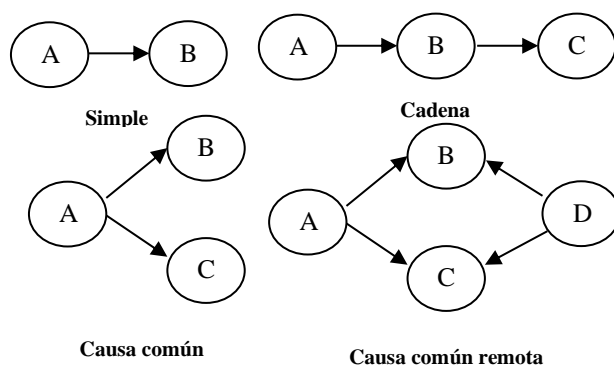 A B
Simple
A B C
Cadena
A B C
Causa común
A B C D
Causa común remota